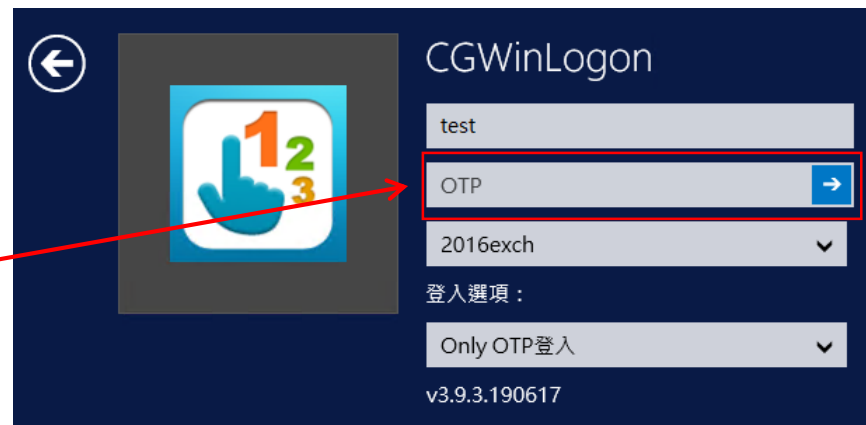 CGWinLogon
test
1
2
3
OTP
2016exch
登入選項：
Only OTP登入
v3.9.3.190617